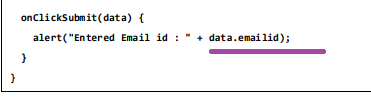 onClickSubmit(data) {
alert("Entered Email id : " + data.emailid);
}
}